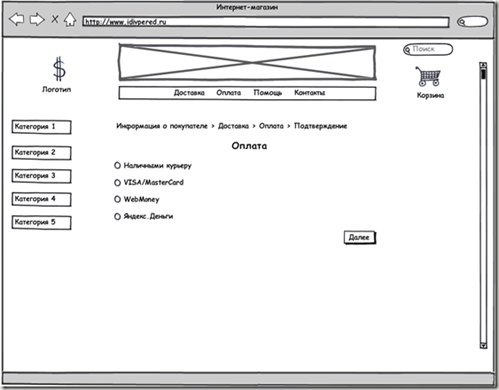 Интернет-магазин
http://www.idivpered.ru
$
Поиск
Логотип
Корзина
Доставка Оплата Помощь Контакты
Категория 1
Категория 2
Категория 3
Категория 4
Категория 5
Информация о покупателе > Доставка > Оплата > Подтверждение
Оплата
Наличными курьеру
VISA/MasterCard
WebMoney
Яндекс.Деньги
Далее